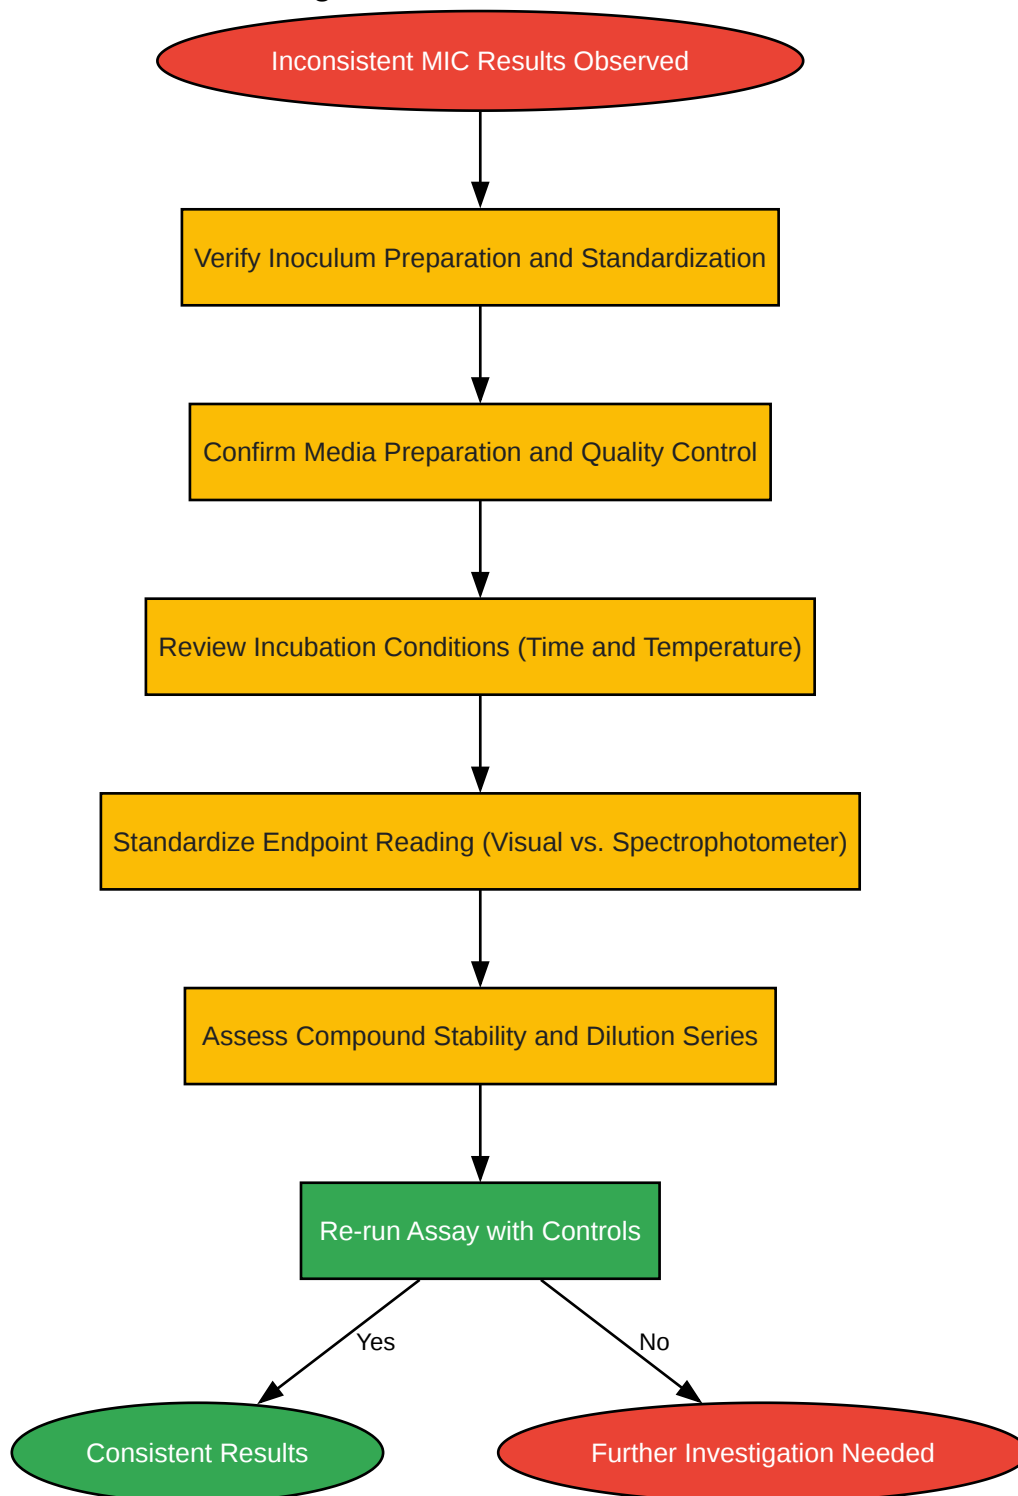 Inconsistent MIC Results Observed
Verify Inoculum Preparation and Standardization
Confirm Media Preparation and Quality Control
Review Incubation Conditions (Time and Temperature)
Standardize Endpoint Reading (Visual vs. Spectrophotometer)
Assess Compound Stability and Dilution Series
Re-run Assay with Controls
Yes
No
Consistent Results
Further Investigation Needed